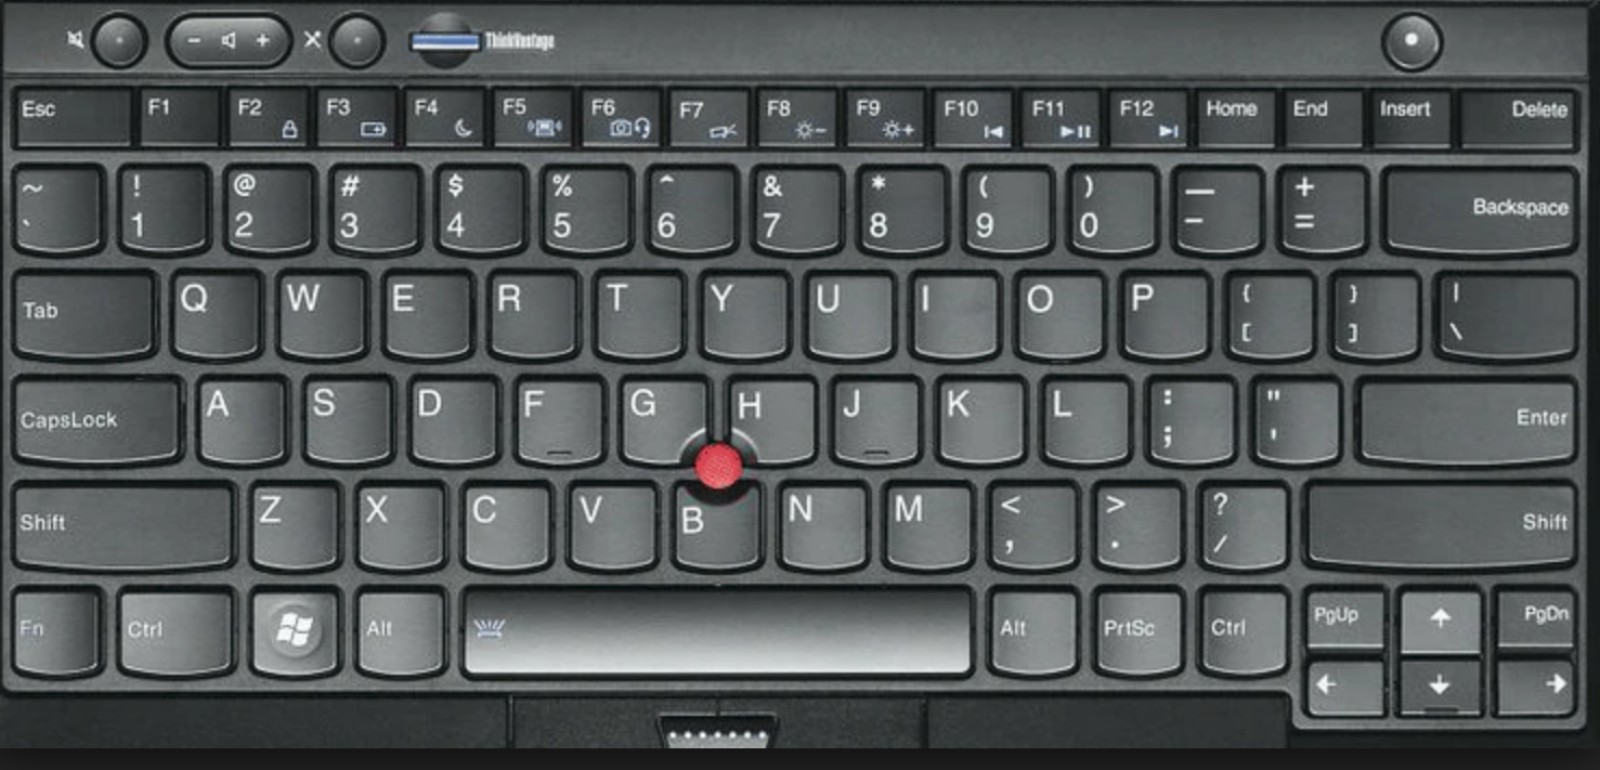 ThinkVantage
Esc F1 F2 F3 F4 F5 F6 F7 F8 F9 F10 F11 F12 Home End Insert Delete
~ ! @ # $ % ^ & * ( ) _ +
` 1 2 3 4 5 6 7 8 9 0 - = Backspace
Tab Q W E R T Y U I O P { } |
[ ] \
CapsLock A S D F G H J K L : " Enter
; '
Shift Z X C V B N M < > ? Shift
, . /
Fn Ctrl Alt Alt PrtSc Ctrl PgUp ↑ PgDn
← ↓ →